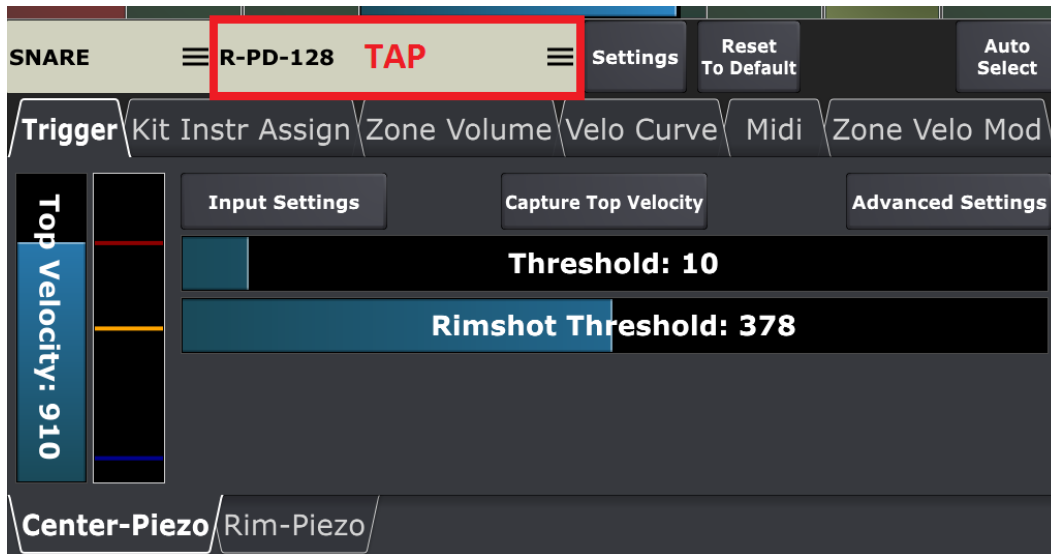 SNARE
R-PD-128 TAP
Settings
Reset
To Default
Auto
Select
Trigger
Kit Instr Assign
Zone Volume
Velo Curve
Midi
Zone Velo Mod
Top Velocity: 910
Input Settings
Capture Top Velocity
Advanced Settings
Threshold: 10
Rimshot Threshold: 378
Center-Piezo
Rim-Piezo